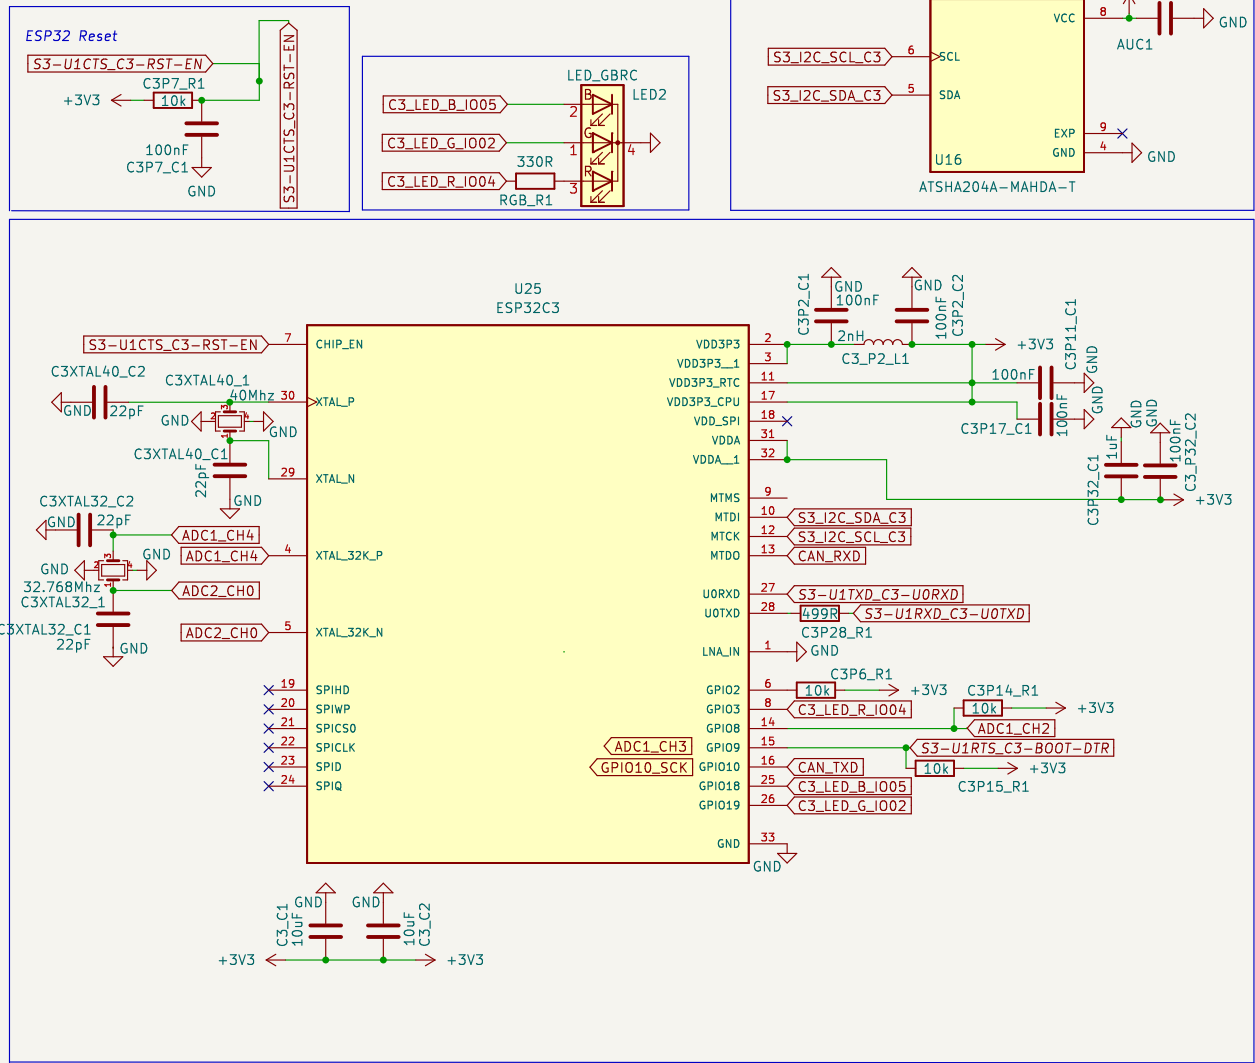 ESP32 Reset
S3-U1CTS_C3-RST-EN
C3P7_R1
+3V3
10k
100nF
C3P7_C1
GND
S3-U1CTS_C3-RST-EN
LED_GBRC
LED2
C3_LED_B_IO05
B
2
C3_LED_G_IO02
G
1
4
330R
C3_LED_R_IO04
R
3
RGB_R1
VCC
8
GND
AUC1
S3_I2C_SCL_C3
6
SCL
S3_I2C_SDA_C3
5
SDA
EXP
9
GND
4
GND
U16
ATSHA204A-MAHDA-T
U25
ESP32C3
S3-U1CTS_C3-RST-EN
7
CHIP_EN
C3XTAL40_C2
GND
22pF
C3XTAL40_1
40Mhz
30
XTAL_P
GND
2
3
4
1
GND
C3XTAL40_C1
22pF
GND
29
XTAL_N
C3XTAL32_C2
GND
22pF
ADC1_CH4
ADC1_CH4
4
XTAL_32K_P
GND
GND
2
3
4
1
32.768Mhz
C3XTAL32_1
ADC2_CH0
C3XTAL32_C1
22pF
GND
ADC2_CH0
5
XTAL_32K_N
19
SPIHD
20
SPIWP
21
SPICS0
22
SPICLK
23
SPID
24
SPIQ
VDD3P3
2
VDD3P3__1
3
VDD3P3_RTC
11
VDD3P3_CPU
17
VDD_SPI
18
VDDA
31
VDDA__1
32
C3P2_C1
GND
100nF
2nH
C3_P2_L1
GND
100nF
C3P2_C2
+3V3
100nF
C3P11_C1
GND
C3P17_C1
100nF
GND
C3P32_C1
1uF
GND
GND
100nF
C3_P32_C2
+3V3
MTMS
9
MTDI
10
S3_I2C_SDA_C3
MTCK
12
S3_I2C_SCL_C3
MTDO
13
CAN_RXD
U0RXD
27
S3-U1TXD_C3-U0RXD
U0TXD
28
499R
S3-U1RXD_C3-U0TXD
C3P28_R1
LNA_IN
1
GND
GPIO2
6
10k
C3P6_R1
+3V3
GPIO3
8
C3_LED_R_IO04
C3P14_R1
10k
+3V3
GPIO8
14
ADC1_CH2
ADC1_CH3
GPIO9
15
S3-U1RTS_C3-BOOT-DTR
10k
+3V3
C3P15_R1
GPIO10_SCK
GPIO10
16
CAN_TXD
GPIO18
25
C3_LED_B_IO05
GPIO19
26
C3_LED_G_IO02
GND
33
GND
GND
GND
C3_C1
10uF
10uF
C3_C2
+3V3
+3V3